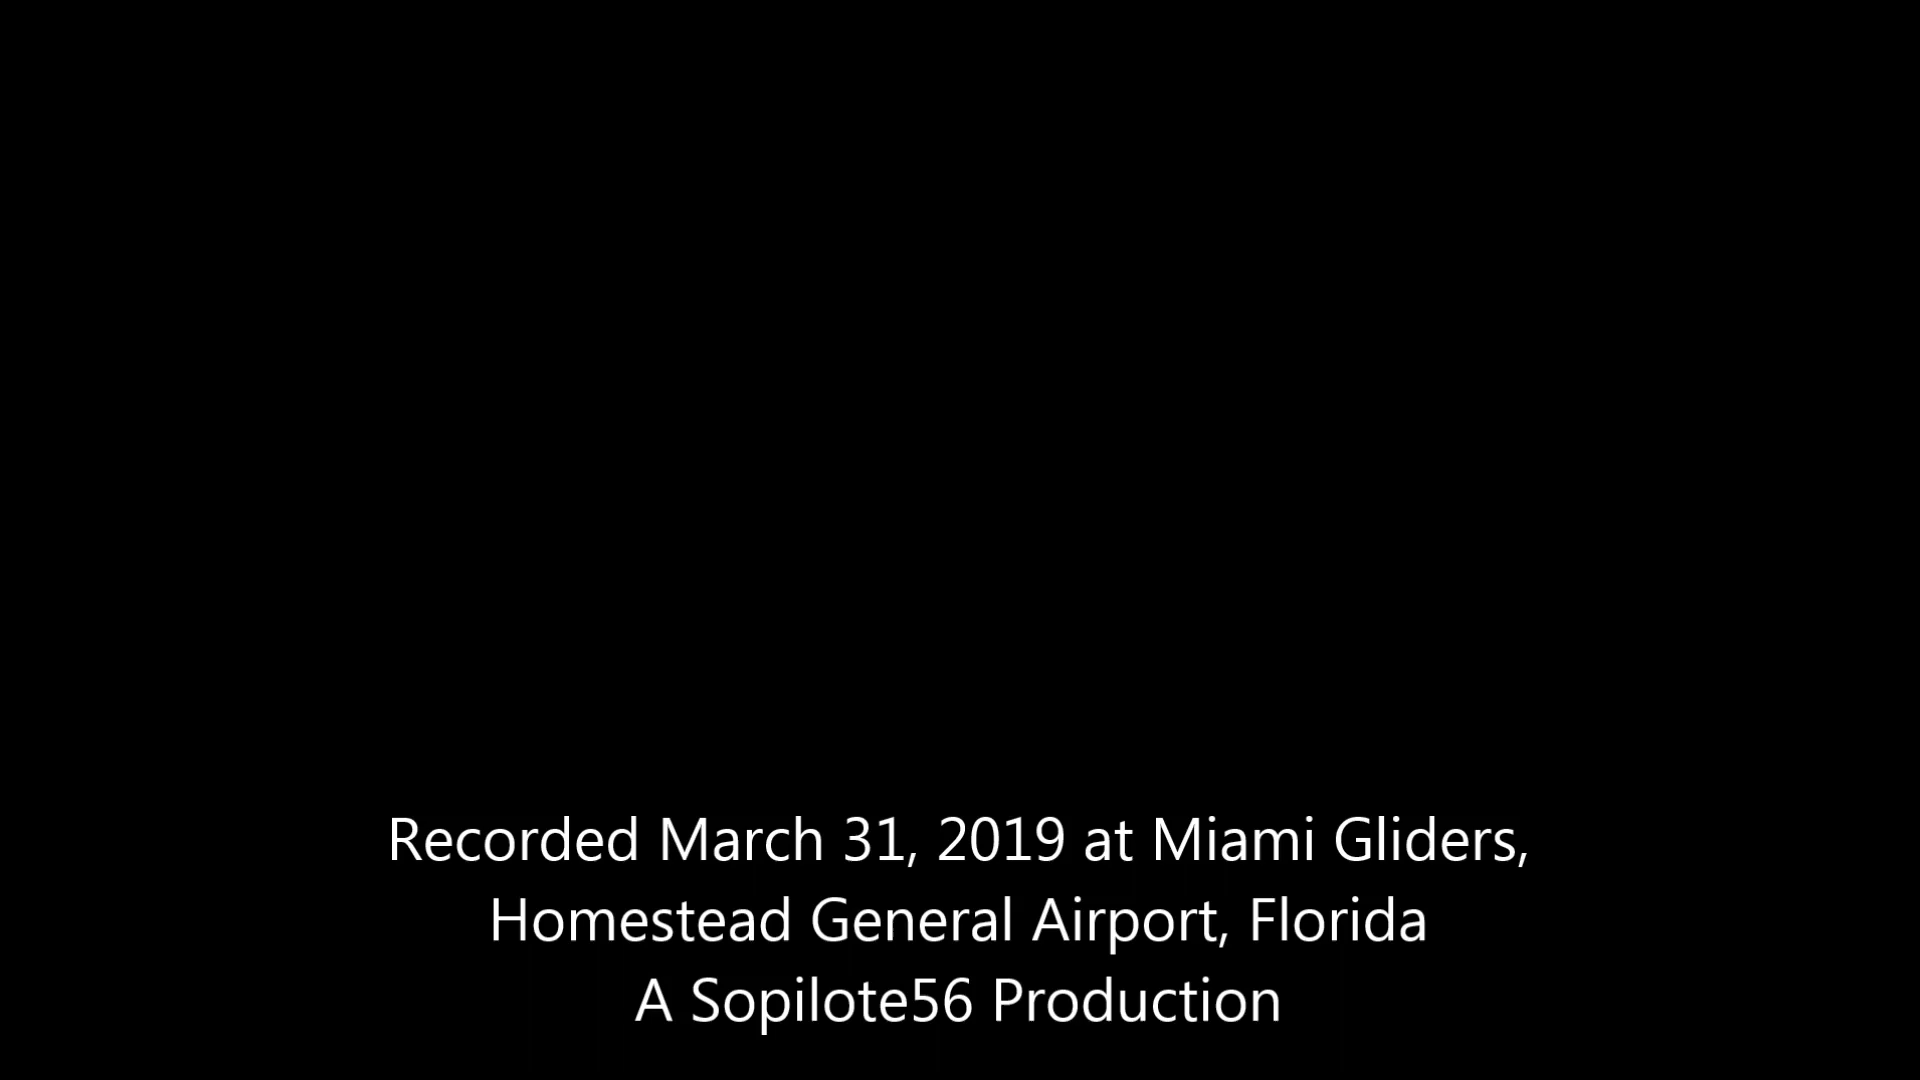 Recorded March 31, 2019 at Miami Gliders,
Homestead General Airport, Florida
A Sopilote56 Production